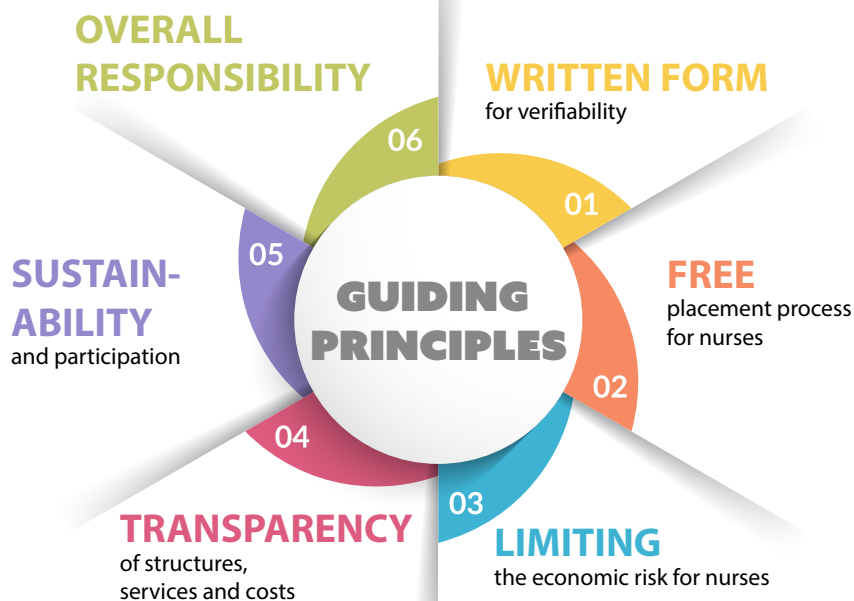 GUIDING
PRINCIPLES
01
WRITTEN FORM
for verifiability
02
FREE
placement process
for nurses
03
LIMITING
the economic risk for nurses
04
TRANSPARENCY
of structures,
services and costs
05
SUSTAIN-
ABILITY
and participation
06
OVERALL
RESPONSIBILITY